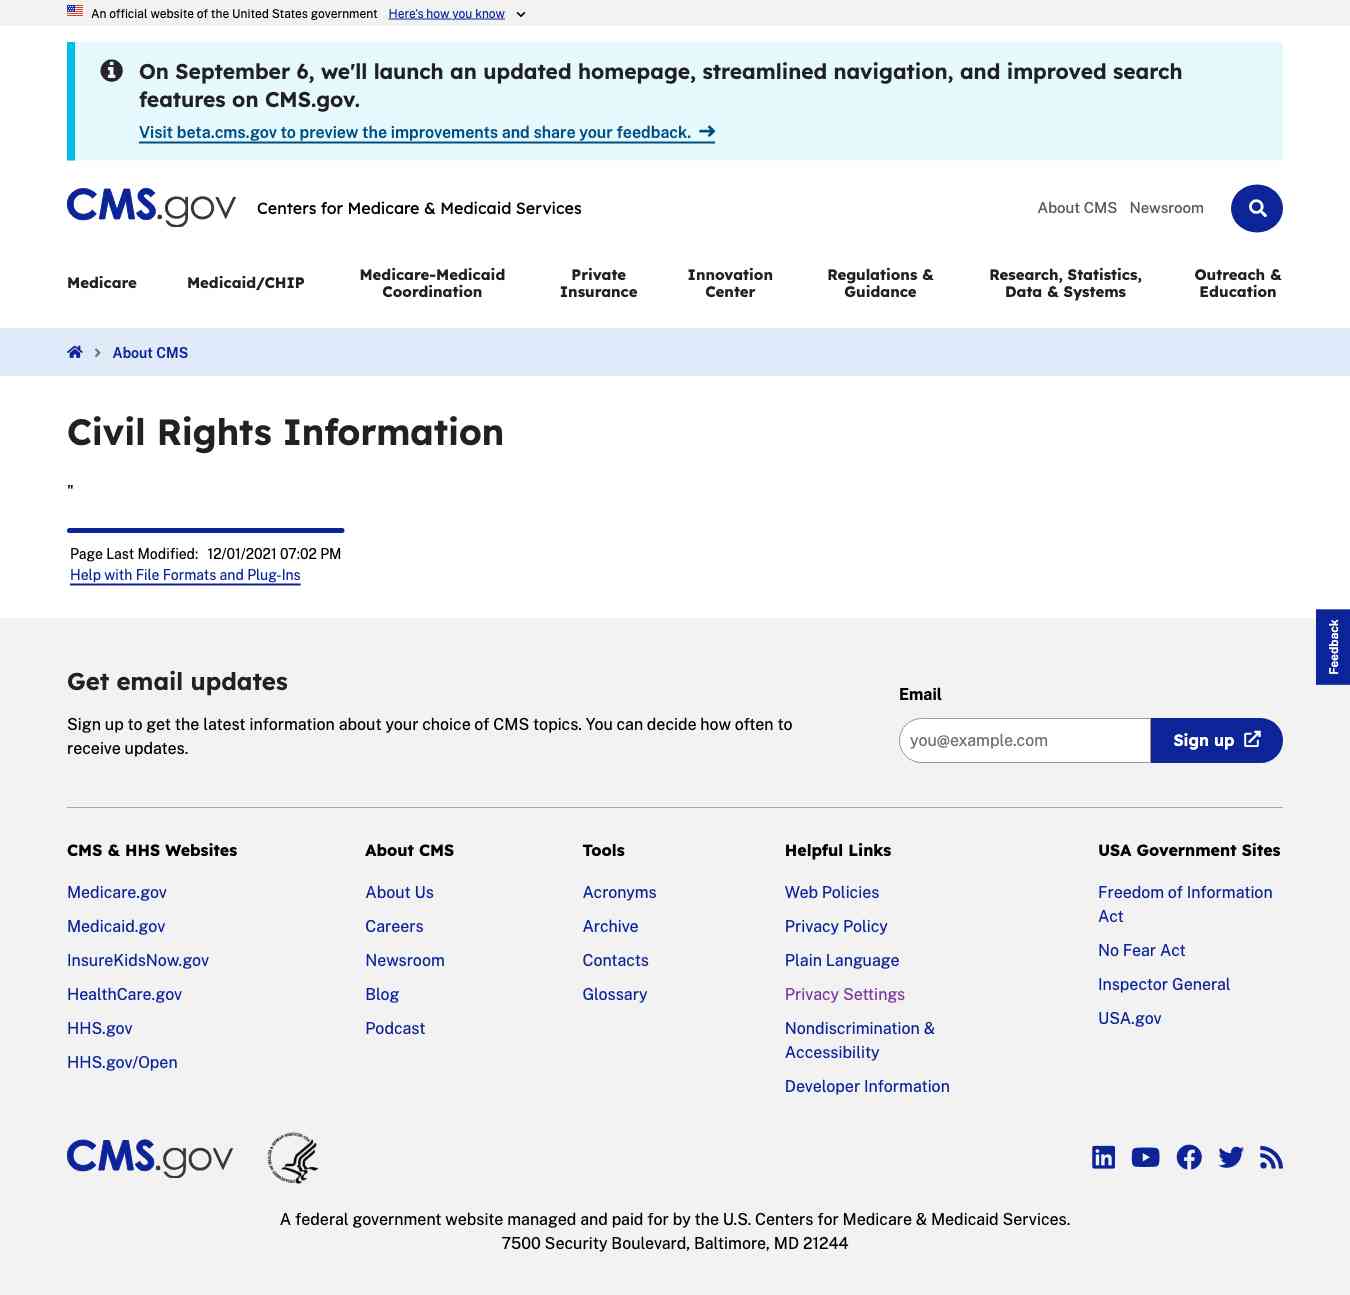 An official website of the United States government Here's how you know
On September 6, we'll launch an updated homepage, streamlined navigation, and improved search
features on CMS.gov.
Visit beta.cms.gov to preview the improvements and share your feedback.
CMS.gov Centers for Medicare & Medicaid Services About CMS Newsroom
Medicare
Medicaid/CHIP
Medicare-Medicaid
Coordination
Private
Insurance
Innovation
Center
Regulations &
Guidance
Research, Statistics,
Data & Systems
Outreach &
Education
About CMS
Civil Rights Information
"
Page Last Modified: 12/01/2021 07:02 PM
Help with File Formats and Plug-Ins
Feedback
Get email updates
Sign up to get the latest information about your choice of CMS topics. You can decide how often to
receive updates.
Email
you@example.com
Sign up
CMS & HHS Websites
Medicare.gov
Medicaid.gov
InsureKidsNow.gov
HealthCare.gov
HHS.gov
HHS.gov/Open
About CMS
About Us
Careers
Newsroom
Blog
Podcast
Tools
Acronyms
Archive
Contacts
Glossary
Helpful Links
Web Policies
Privacy Policy
Plain Language
Privacy Settings
Nondiscrimination &
Accessibility
Developer Information
USA Government Sites
Freedom of Information
Act
No Fear Act
Inspector General
USA.gov
CMS.gov
A federal government website managed and paid for by the U.S. Centers for Medicare & Medicaid Services.
7500 Security Boulevard, Baltimore, MD 21244